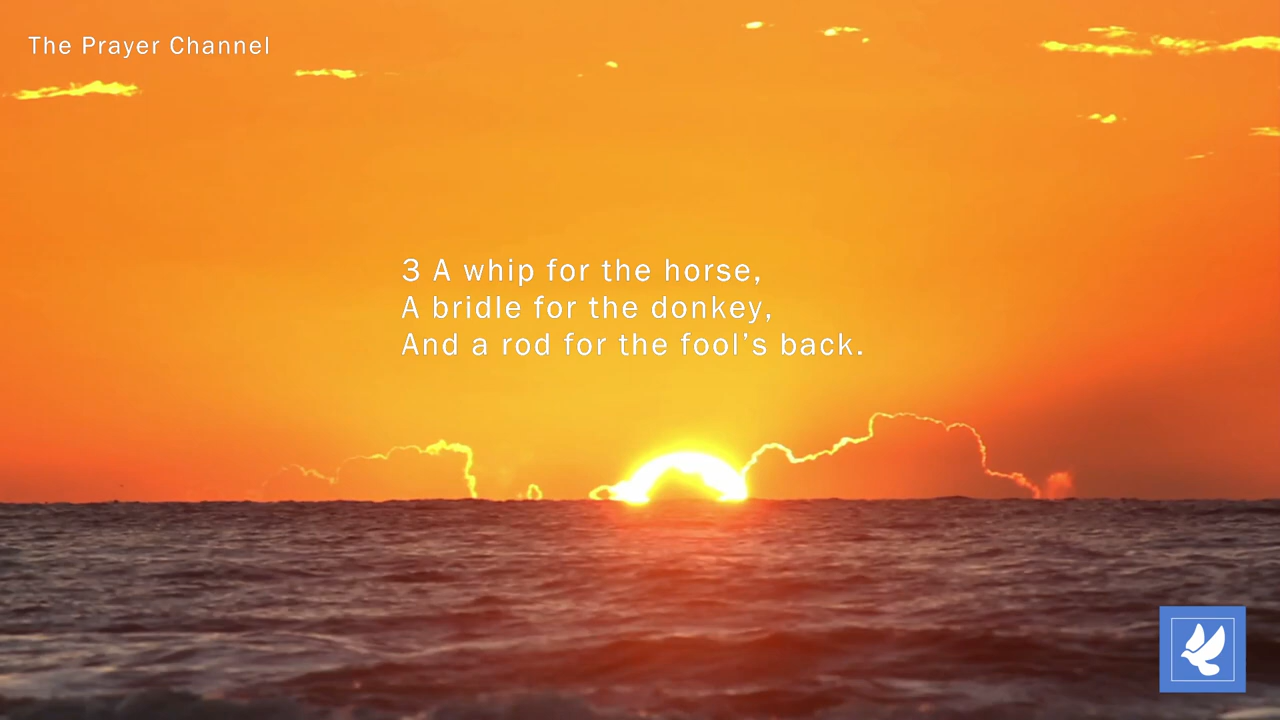 The Prayer Channel
3 A whip for the horse,
A bridle for the donkey,
And a rod for the fool’s back.